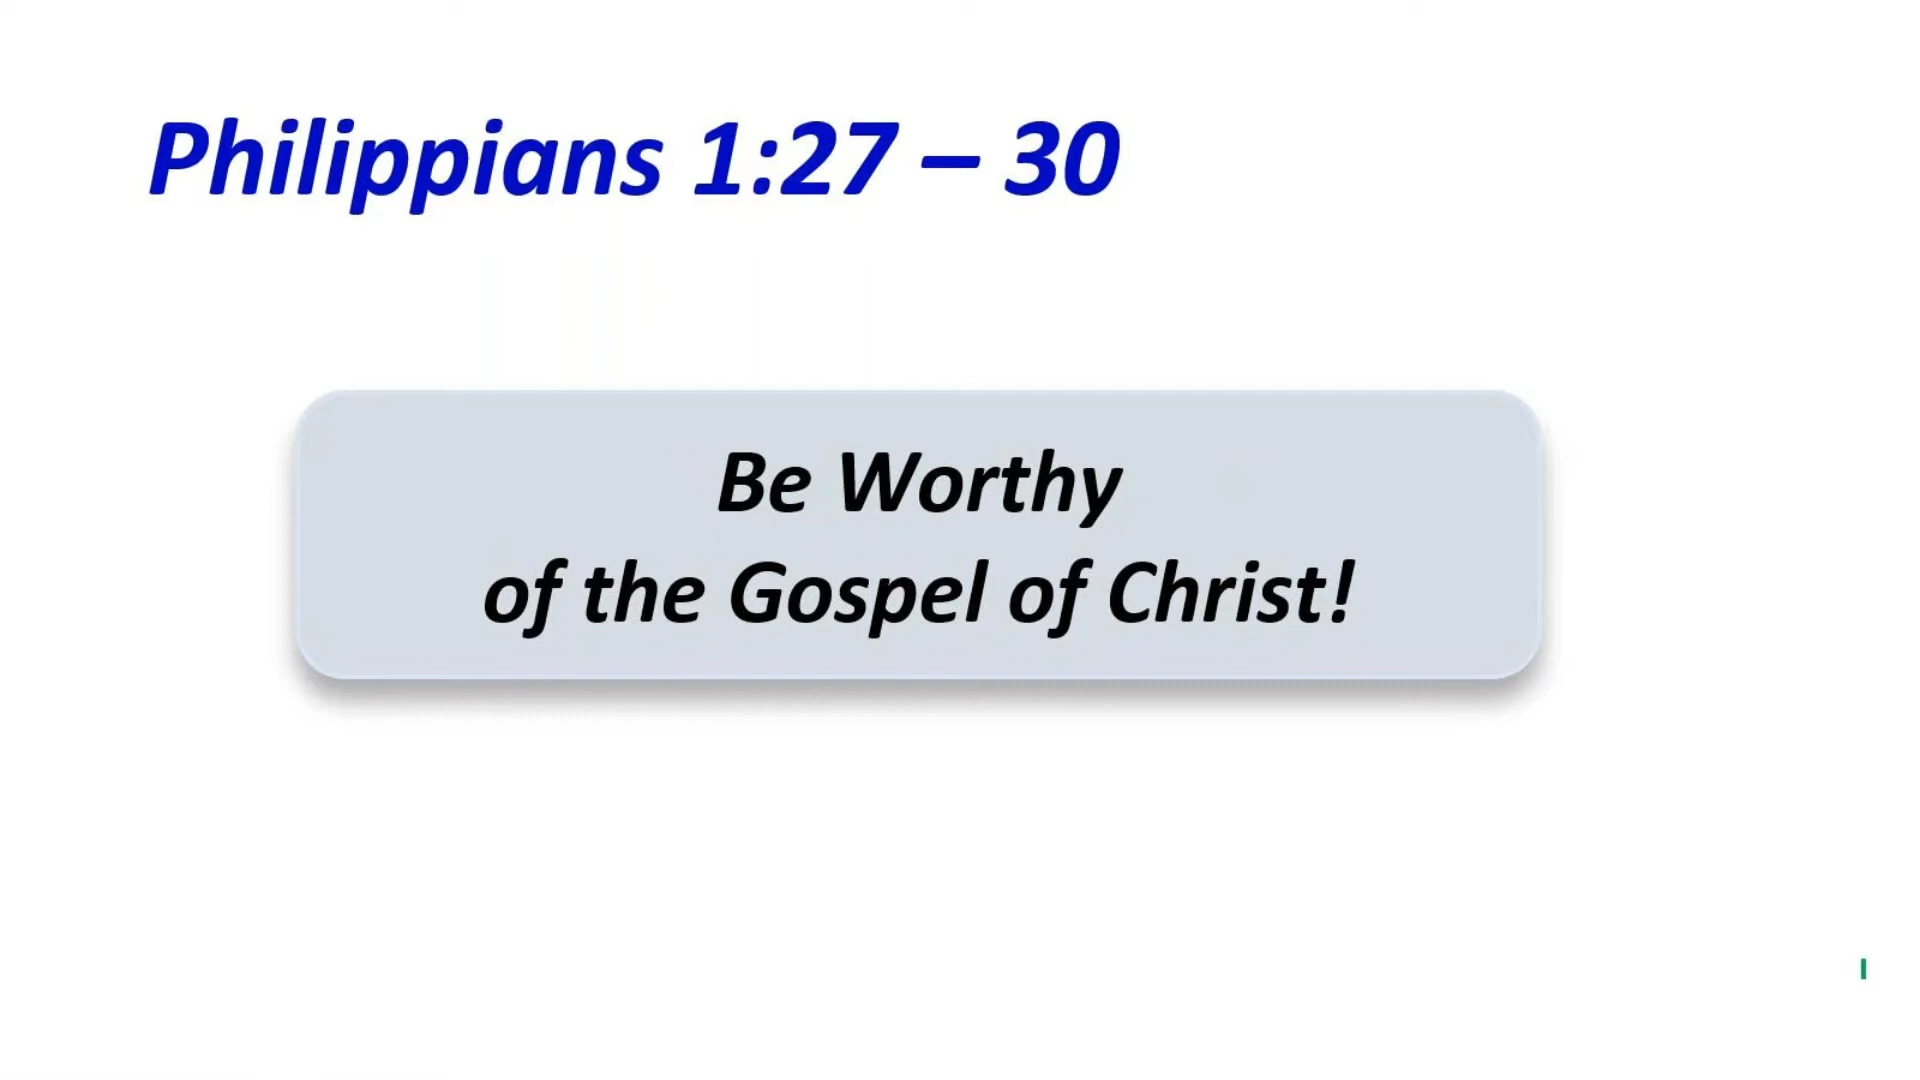 Philippians 1:27 – 30
Be Worthy
of the Gospel of Christ!